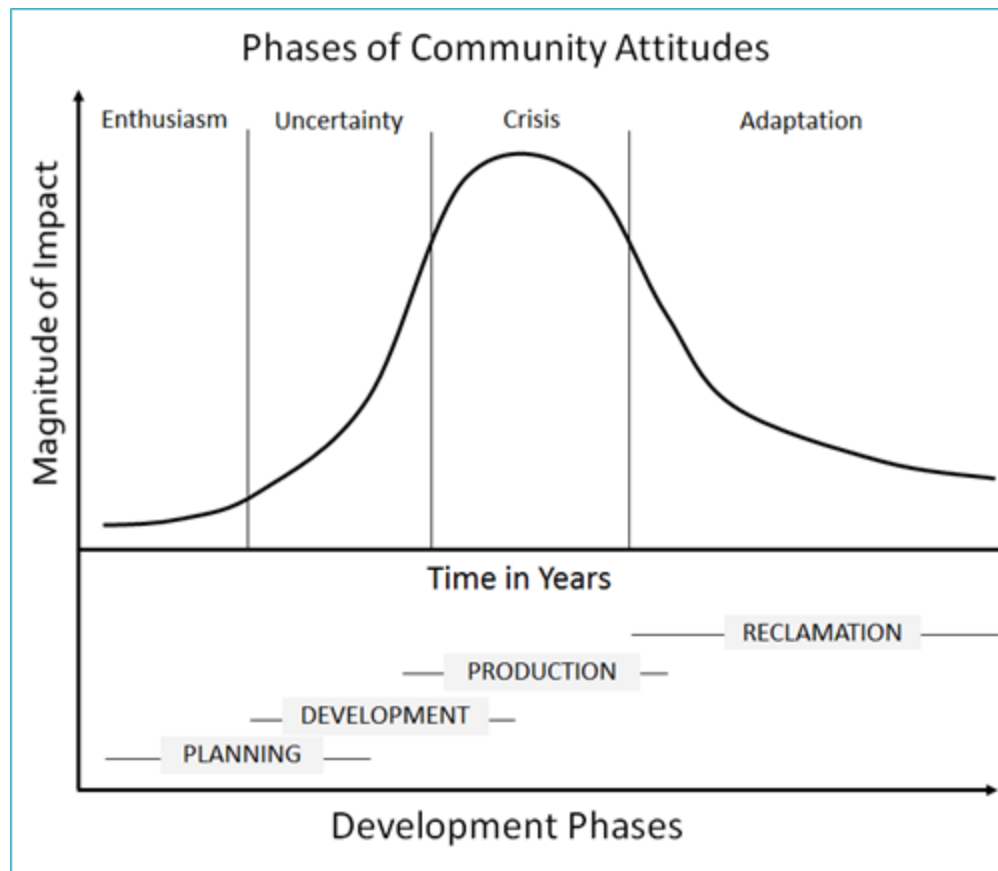 Phases of Community Attitudes
Enthusiasm
Uncertainty
Crisis
Adaptation
Magnitude of Impact
Time in Years
RECLAMATION
PRODUCTION
DEVELOPMENT
PLANNING
Development Phases